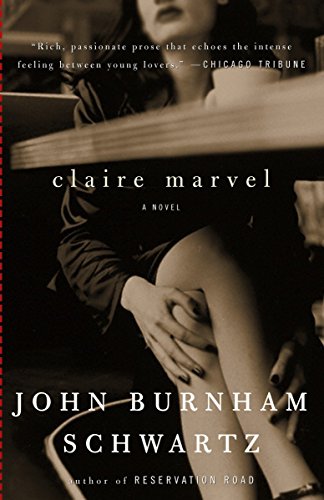 “Rich, passionate prose that echoes the intense
feeling between young lovers.” —CHICAGO TRIBUNE
claire marvel
A NOVEL
JOHN BURNHAM
SCHWARTZ
author of RESERVATION ROAD